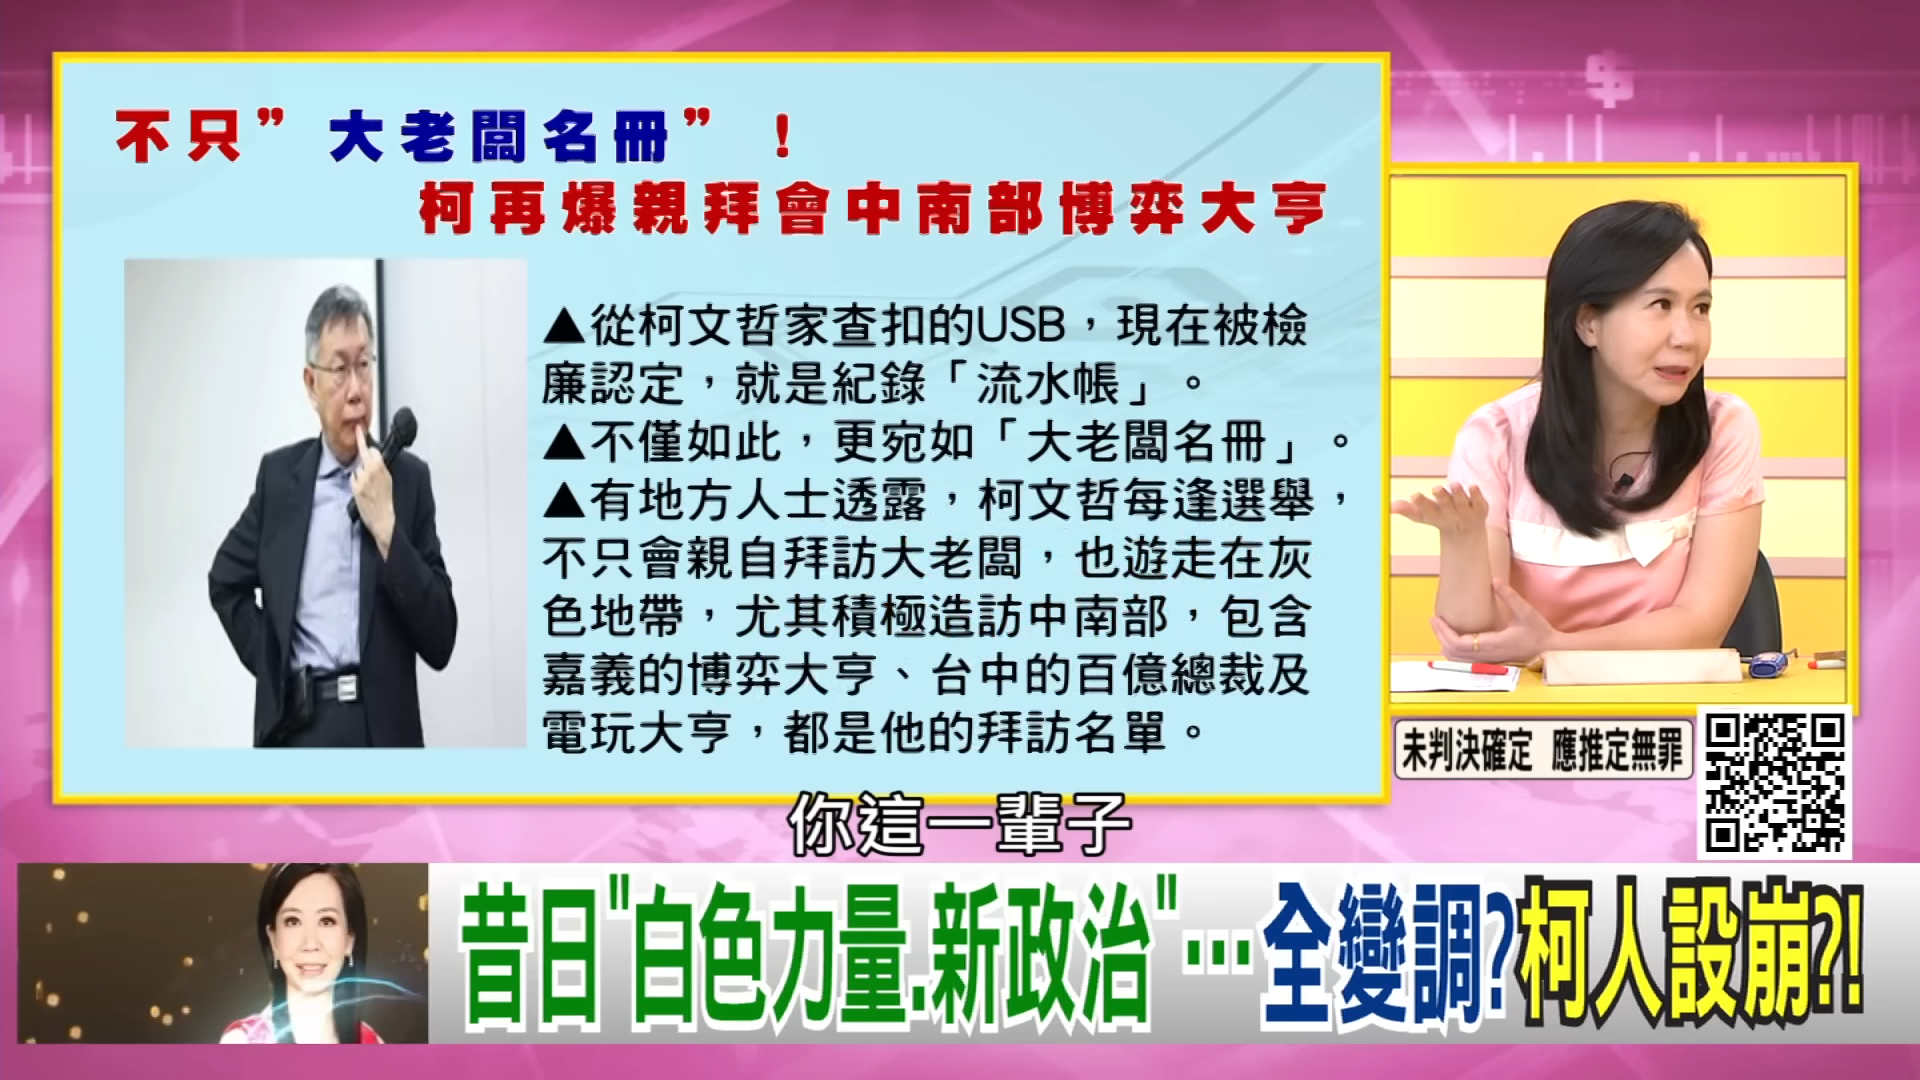 不只”大老闆名冊”！
柯再爆親拜會中南部博弈大亨
▲從柯文哲家查扣的USB，現在被檢
廉認定，就是紀錄「流水帳」。
▲不僅如此，更宛如「大老闆名冊」。
▲有地方人士透露，柯文哲每逢選舉，
不只會親自拜訪大老闆，也遊走在灰
色地帶，尤其積極造訪中南部，包含
嘉義的博弈大亨、台中的百億總裁及
電玩大亨，都是他的拜訪名單。
未判決確定 應推定無罪
你這一輩子
昔日"白色力量.新政治"…全變調?柯人設崩?!